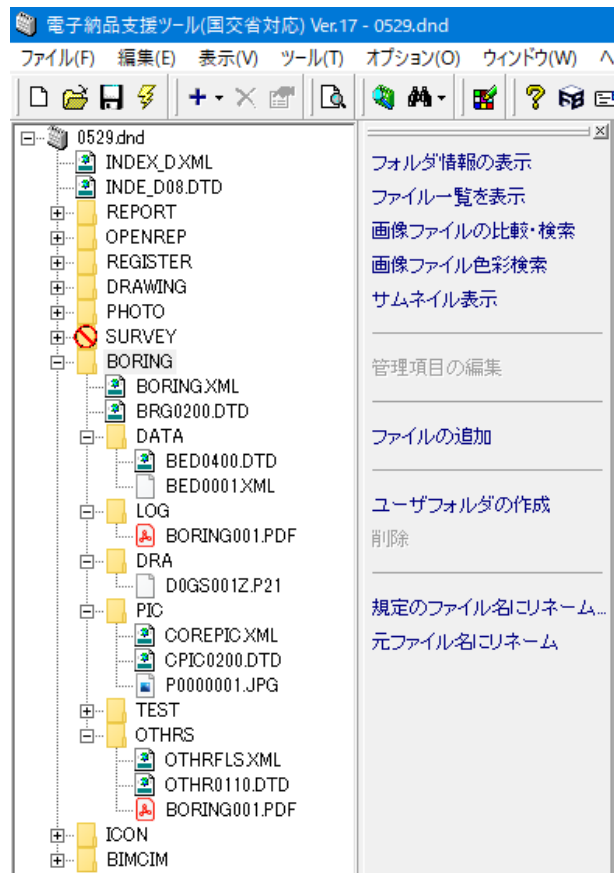 電子納品支援ツール(国交省対応) Ver.17 - 0529.dnd
ファイル(F) 編集(E) 表示(V) ツール(T) オプション(O) ウィンドウ(W) ヘ
0529.dnd
INDEX_D.XML
INDE_D08.DTD
REPORT
OPENREP
REGISTER
DRAWING
PHOTO
SURVEY
BORING
BORING.XML
BRG0200.DTD
DATA
BED0400.DTD
BED0001.XML
LOG
BORING001.PDF
DRA
D0GS001Z.P21
PIC
COREPIC.XML
CPIC0200.DTD
P0000001.JPG
TEST
OTHRS
OTHRFLS.XML
OTHR0110.DTD
BORING001.PDF
ICON
BIMCIM
フォルダ情報の表示
ファイル一覧を表示
画像ファイルの比較・検索
画像ファイル色彩検索
サムネイル表示
管理項目の編集
ファイルの追加
ユーザフォルダの作成
削除
規定のファイル名にリネーム...
元ファイル名にリネーム